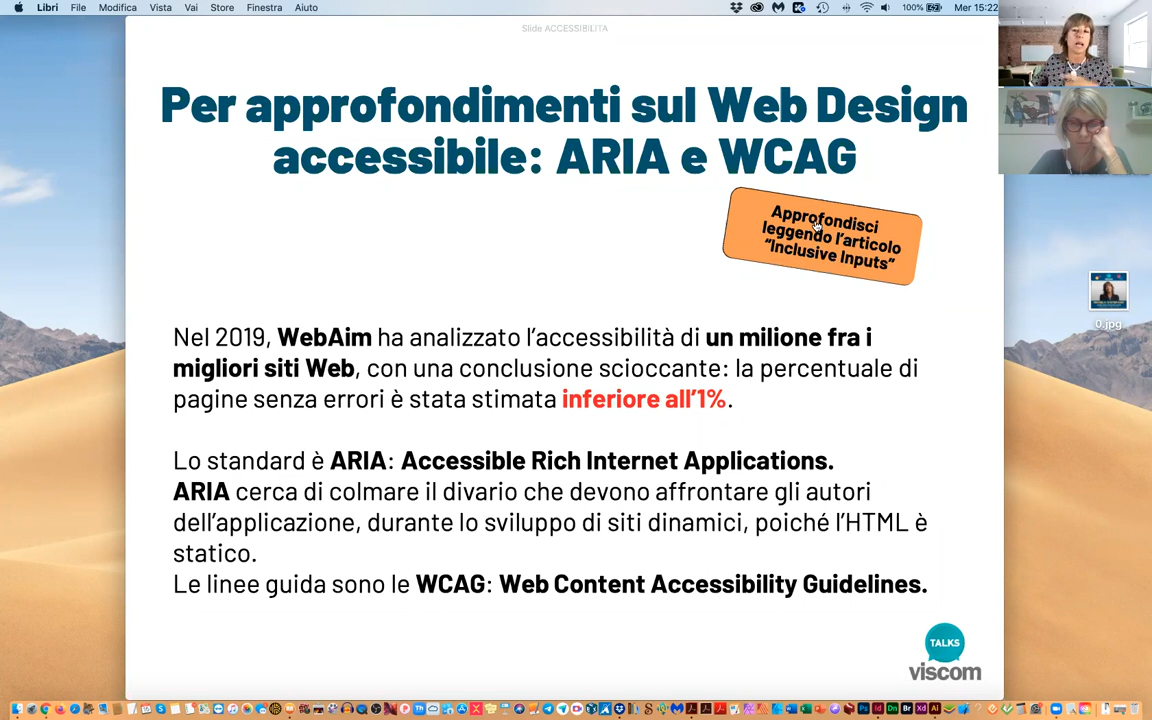 Libri File Modifica Vista Vai Store Finestra Aiuto 100% Mer 15:22
Slide ACCESSIBILITA
Per approfondimenti sul Web Design
accessibile: ARIA e WCAG
Approfondisci
leggendo l'articolo
"Inclusive Inputs"
0.jpg
Nel 2019, WebAim ha analizzato l'accessibilità di un milione fra i
migliori siti Web, con una conclusione scioccante: la percentuale di
pagine senza errori è stata stimata inferiore all'1%.
Lo standard è ARIA: Accessible Rich Internet Applications.
ARIA cerca di colmare il divario che devono affrontare gli autori
dell'applicazione, durante lo sviluppo di siti dinamici, poiché l'HTML è
statico.
Le linee guida sono le WCAG: Web Content Accessibility Guidelines.
TALKS
viscom